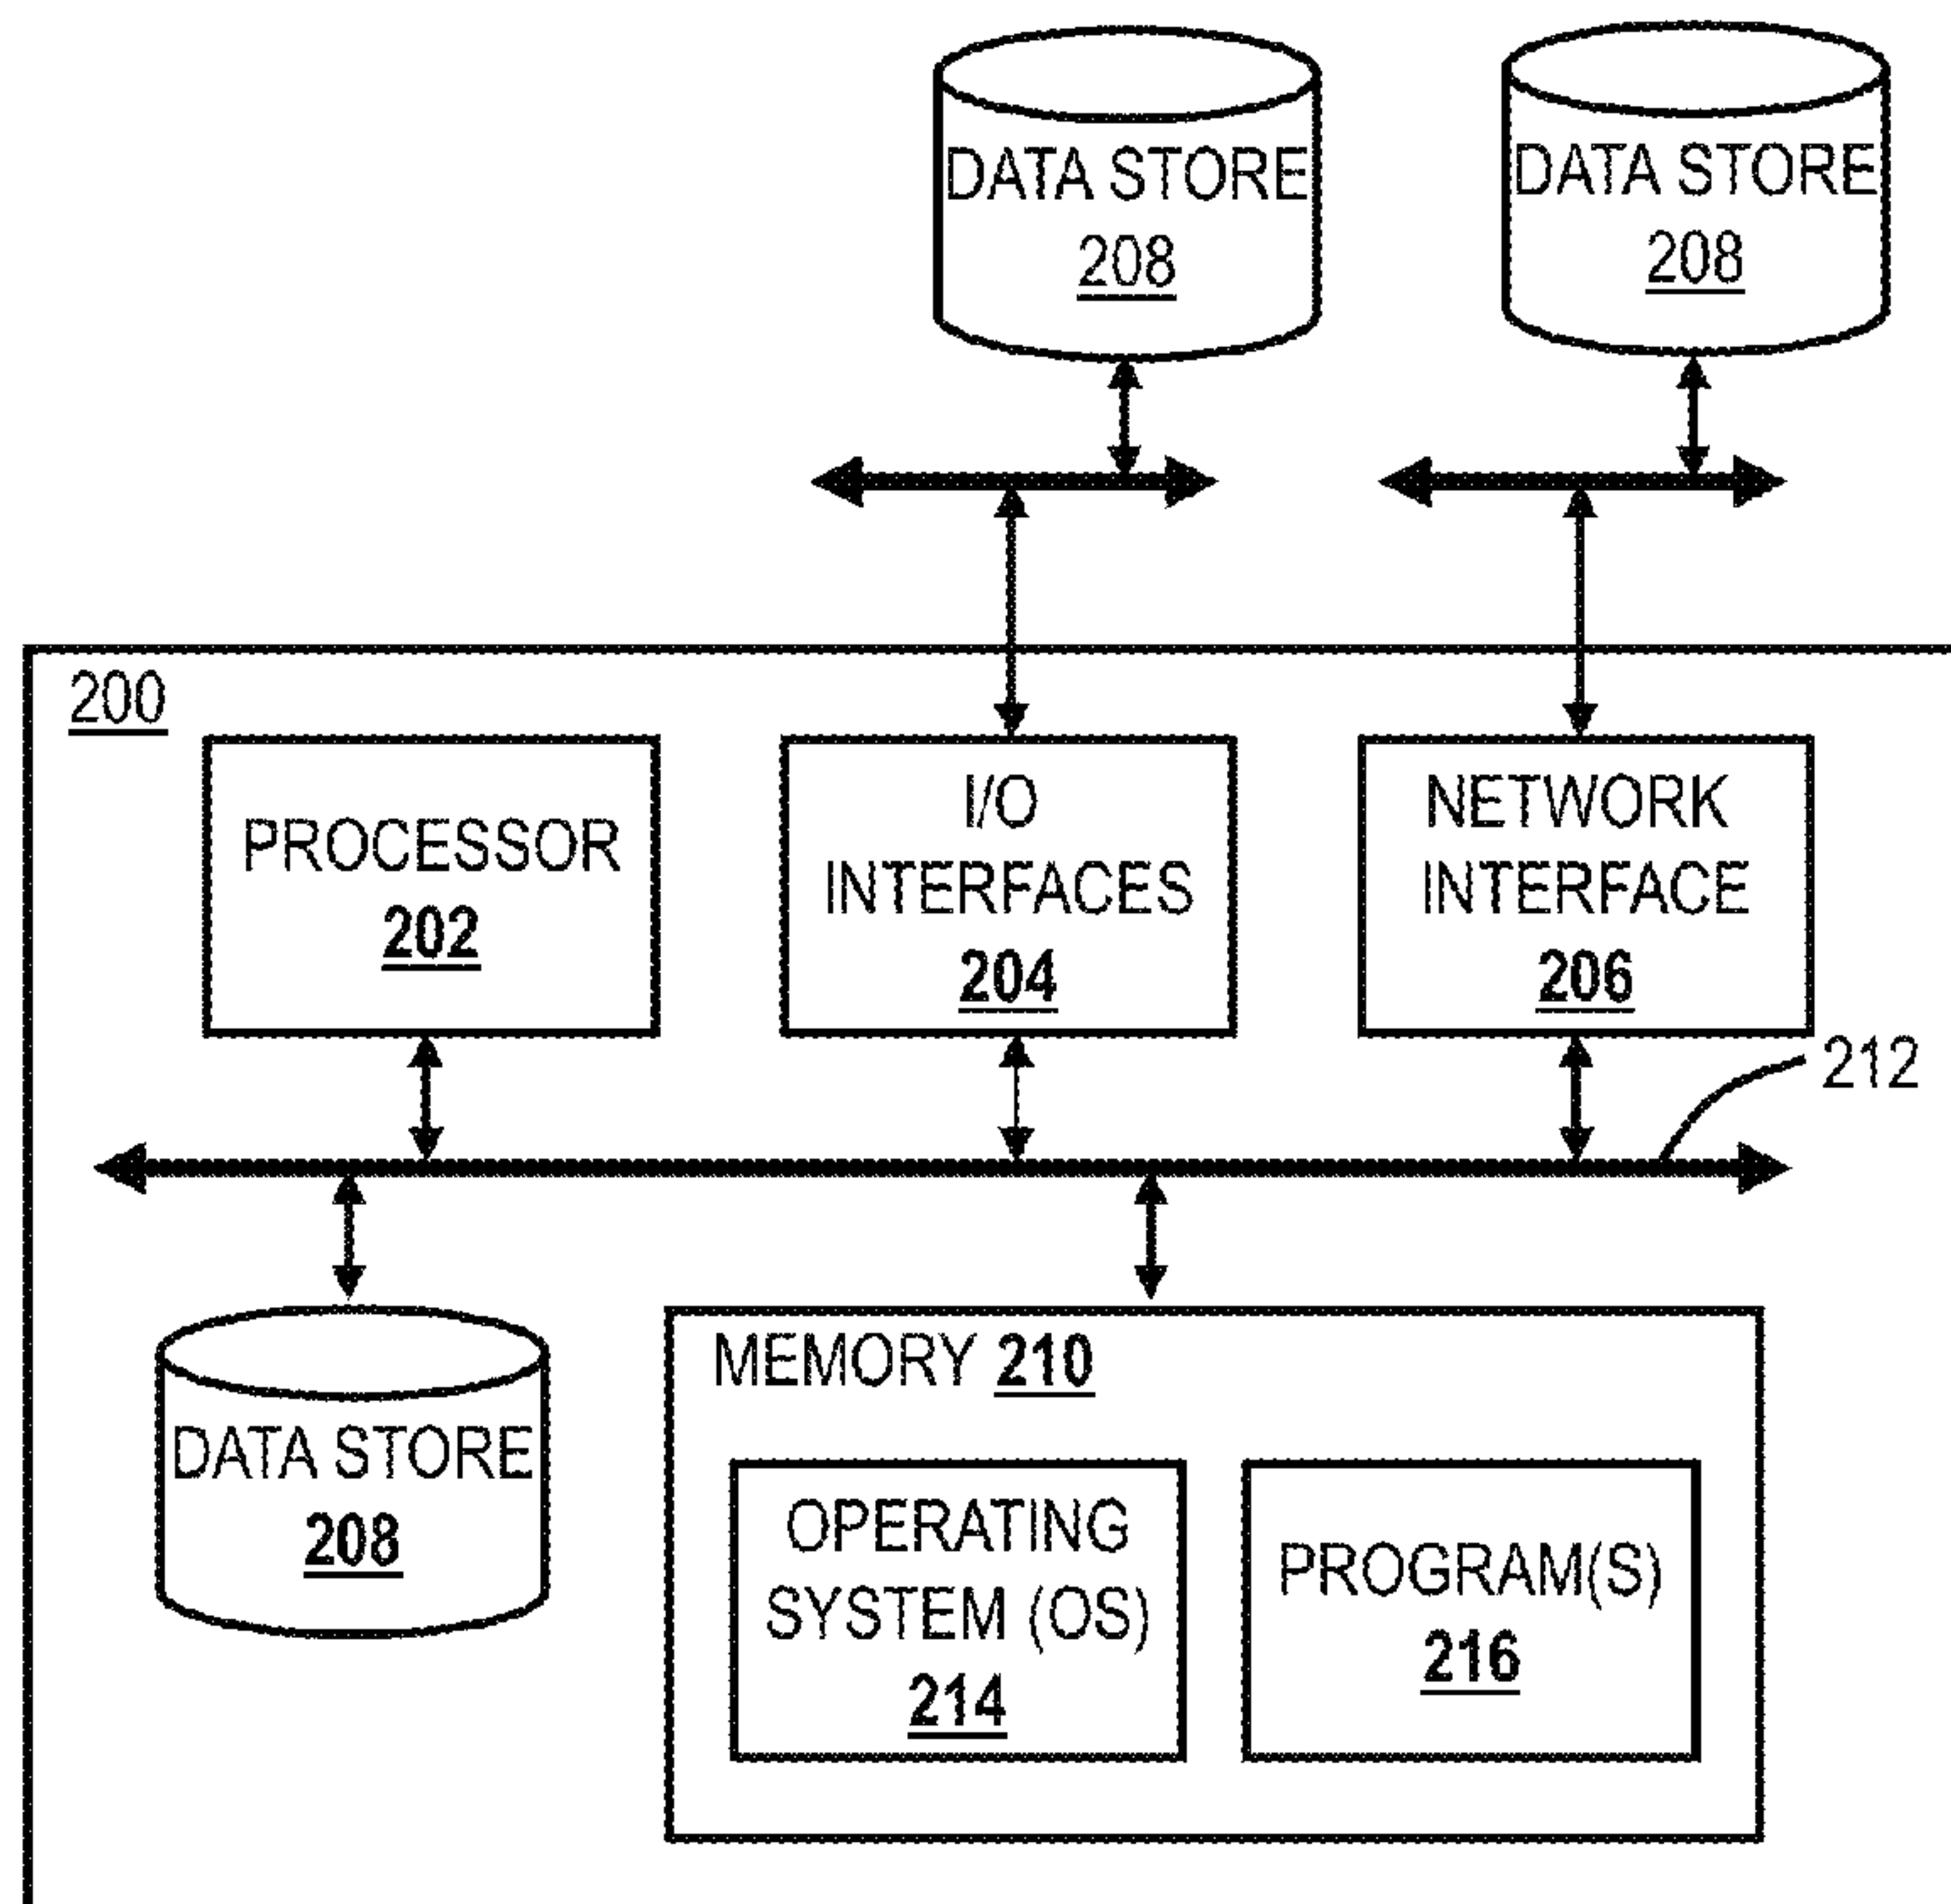 DATA STORE
208
DATA STORE
208
200
PROCESSOR
202
I/O
INTERFACES
204
NETWORK
INTERFACE
206
212
DATA STORE
208
MEMORY 210
OPERATING
SYSTEM (OS)
214
PROGRAM(S)
216